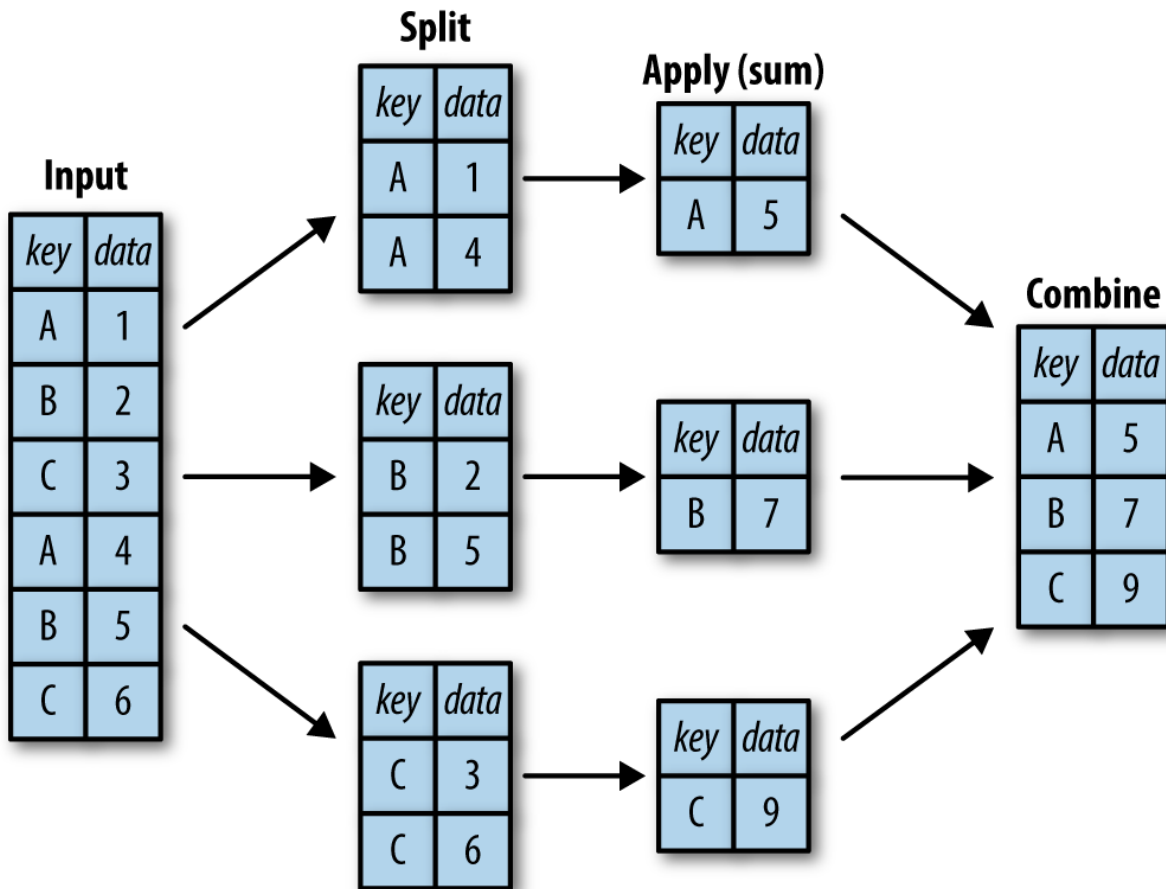 Input
key data
A 1
B 2
C 3
A 4
B 5
C 6
Split
key data
A 1
A 4
key data
B 2
B 5
key data
C 3
C 6
Apply (sum)
key data
A 5
key data
B 7
key data
C 9
Combine
key data
A 5
B 7
C 9